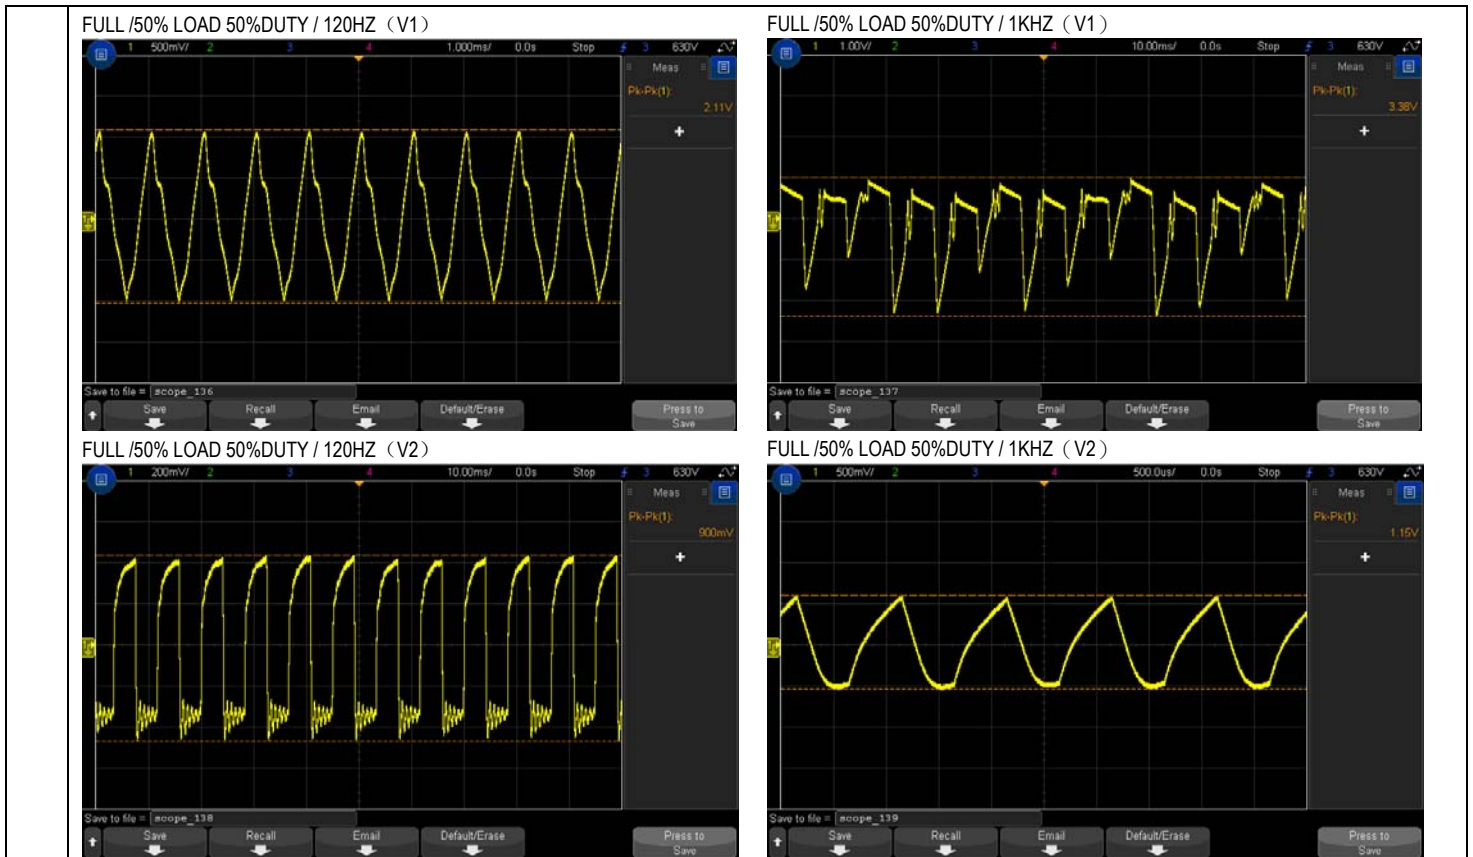 FULL /50% LOAD 50%DUTY / 120HZ（V1）
1 500mV/ 2 3 4 1.000ms/ 0.0s Stop 3 630V
Meas
Pk-Pk(1):
2.11V
+
Save to file = scope_136
Save Recall Email Default/Erase Press to Save
FULL /50% LOAD 50%DUTY / 1KHZ（V1）
1 1.00V/ 2 3 4 10.00ms/ 0.0s Stop 3 630V
Meas
Pk-Pk(1):
3.38V
+
Save to file = scope_137
Save Recall Email Default/Erase Press to Save
FULL /50% LOAD 50%DUTY / 120HZ（V2）
1 200mV/ 2 3 4 10.00ms/ 0.0s Stop 3 630V
Meas
Pk-Pk(1):
900mV
+
Save to file = scope_138
Save Recall Email Default/Erase Press to Save
FULL /50% LOAD 50%DUTY / 1KHZ（V2）
1 500mV/ 2 3 4 500.0us/ 0.0s Stop 3 630V
Meas
Pk-Pk(1):
1.15V
+
Save to file = scope_139
Save Recall Email Default/Erase Press to Save